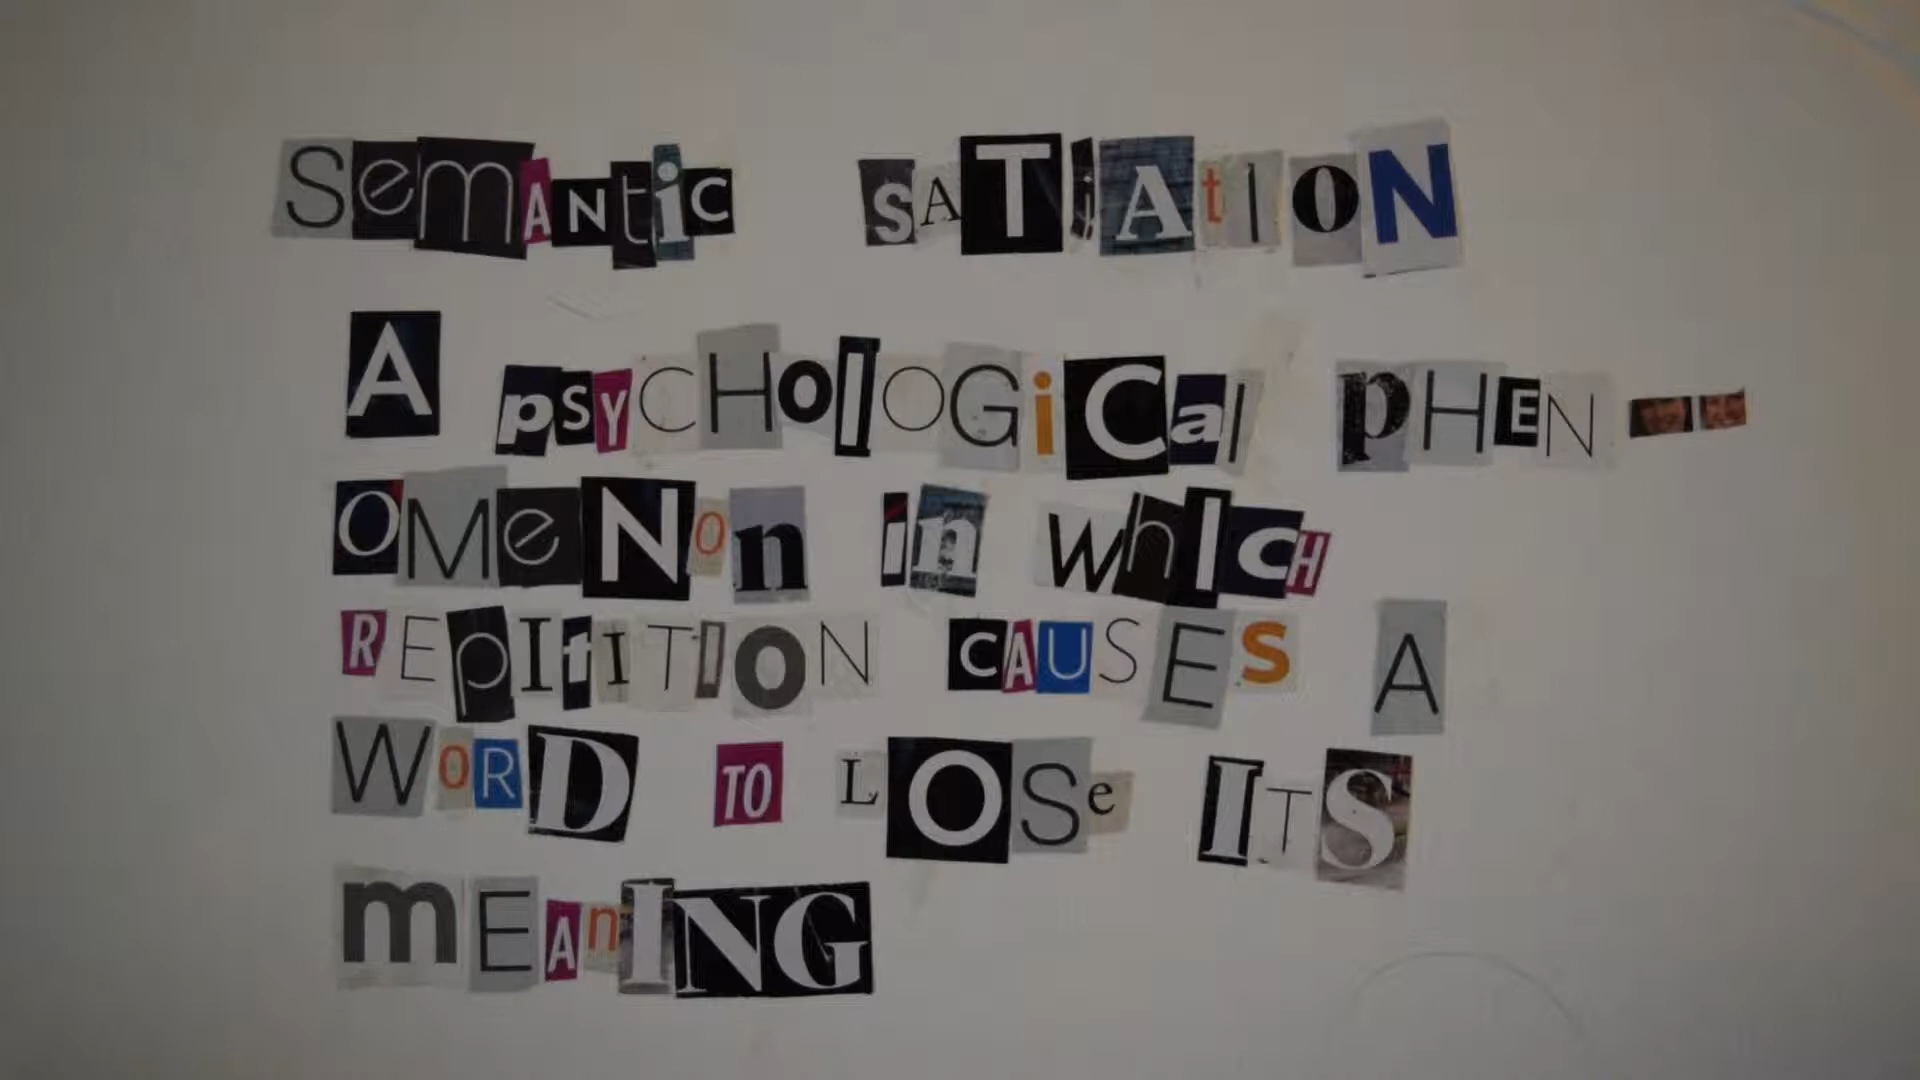 SemANtiC SATiAtION
A psYCHOlOGiCal pHEN-
OMeNOn in whICH
REpItITION CAUSES A
WORD TO LOSe ITS
mEAnING